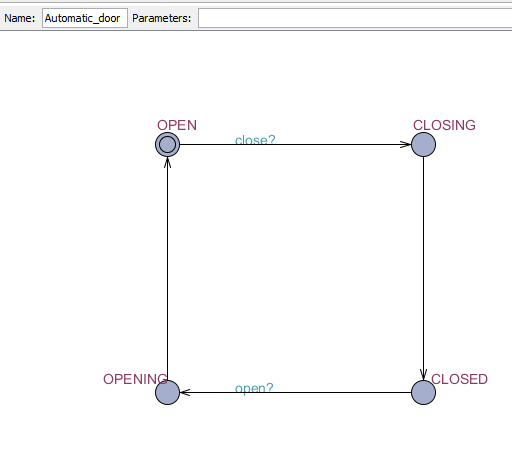 Name: Automatic_door Parameters:
OPEN
CLOSING
close?
OPENING
CLOSED
open?